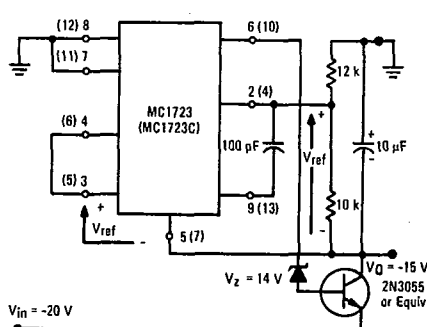 (12) 8
(11) 7
6 (10)
2 (4)
MC1723
(MC1723C)
(6) 4
(5) 3
+
Vref
-
5 (7)
9 (13)
100 pF
+
Vref
-
12 k
10 k
+
-
10 μF
Vz = 14 V
VO = -15 V
2N3055
or Equiv
Vin = -20 V